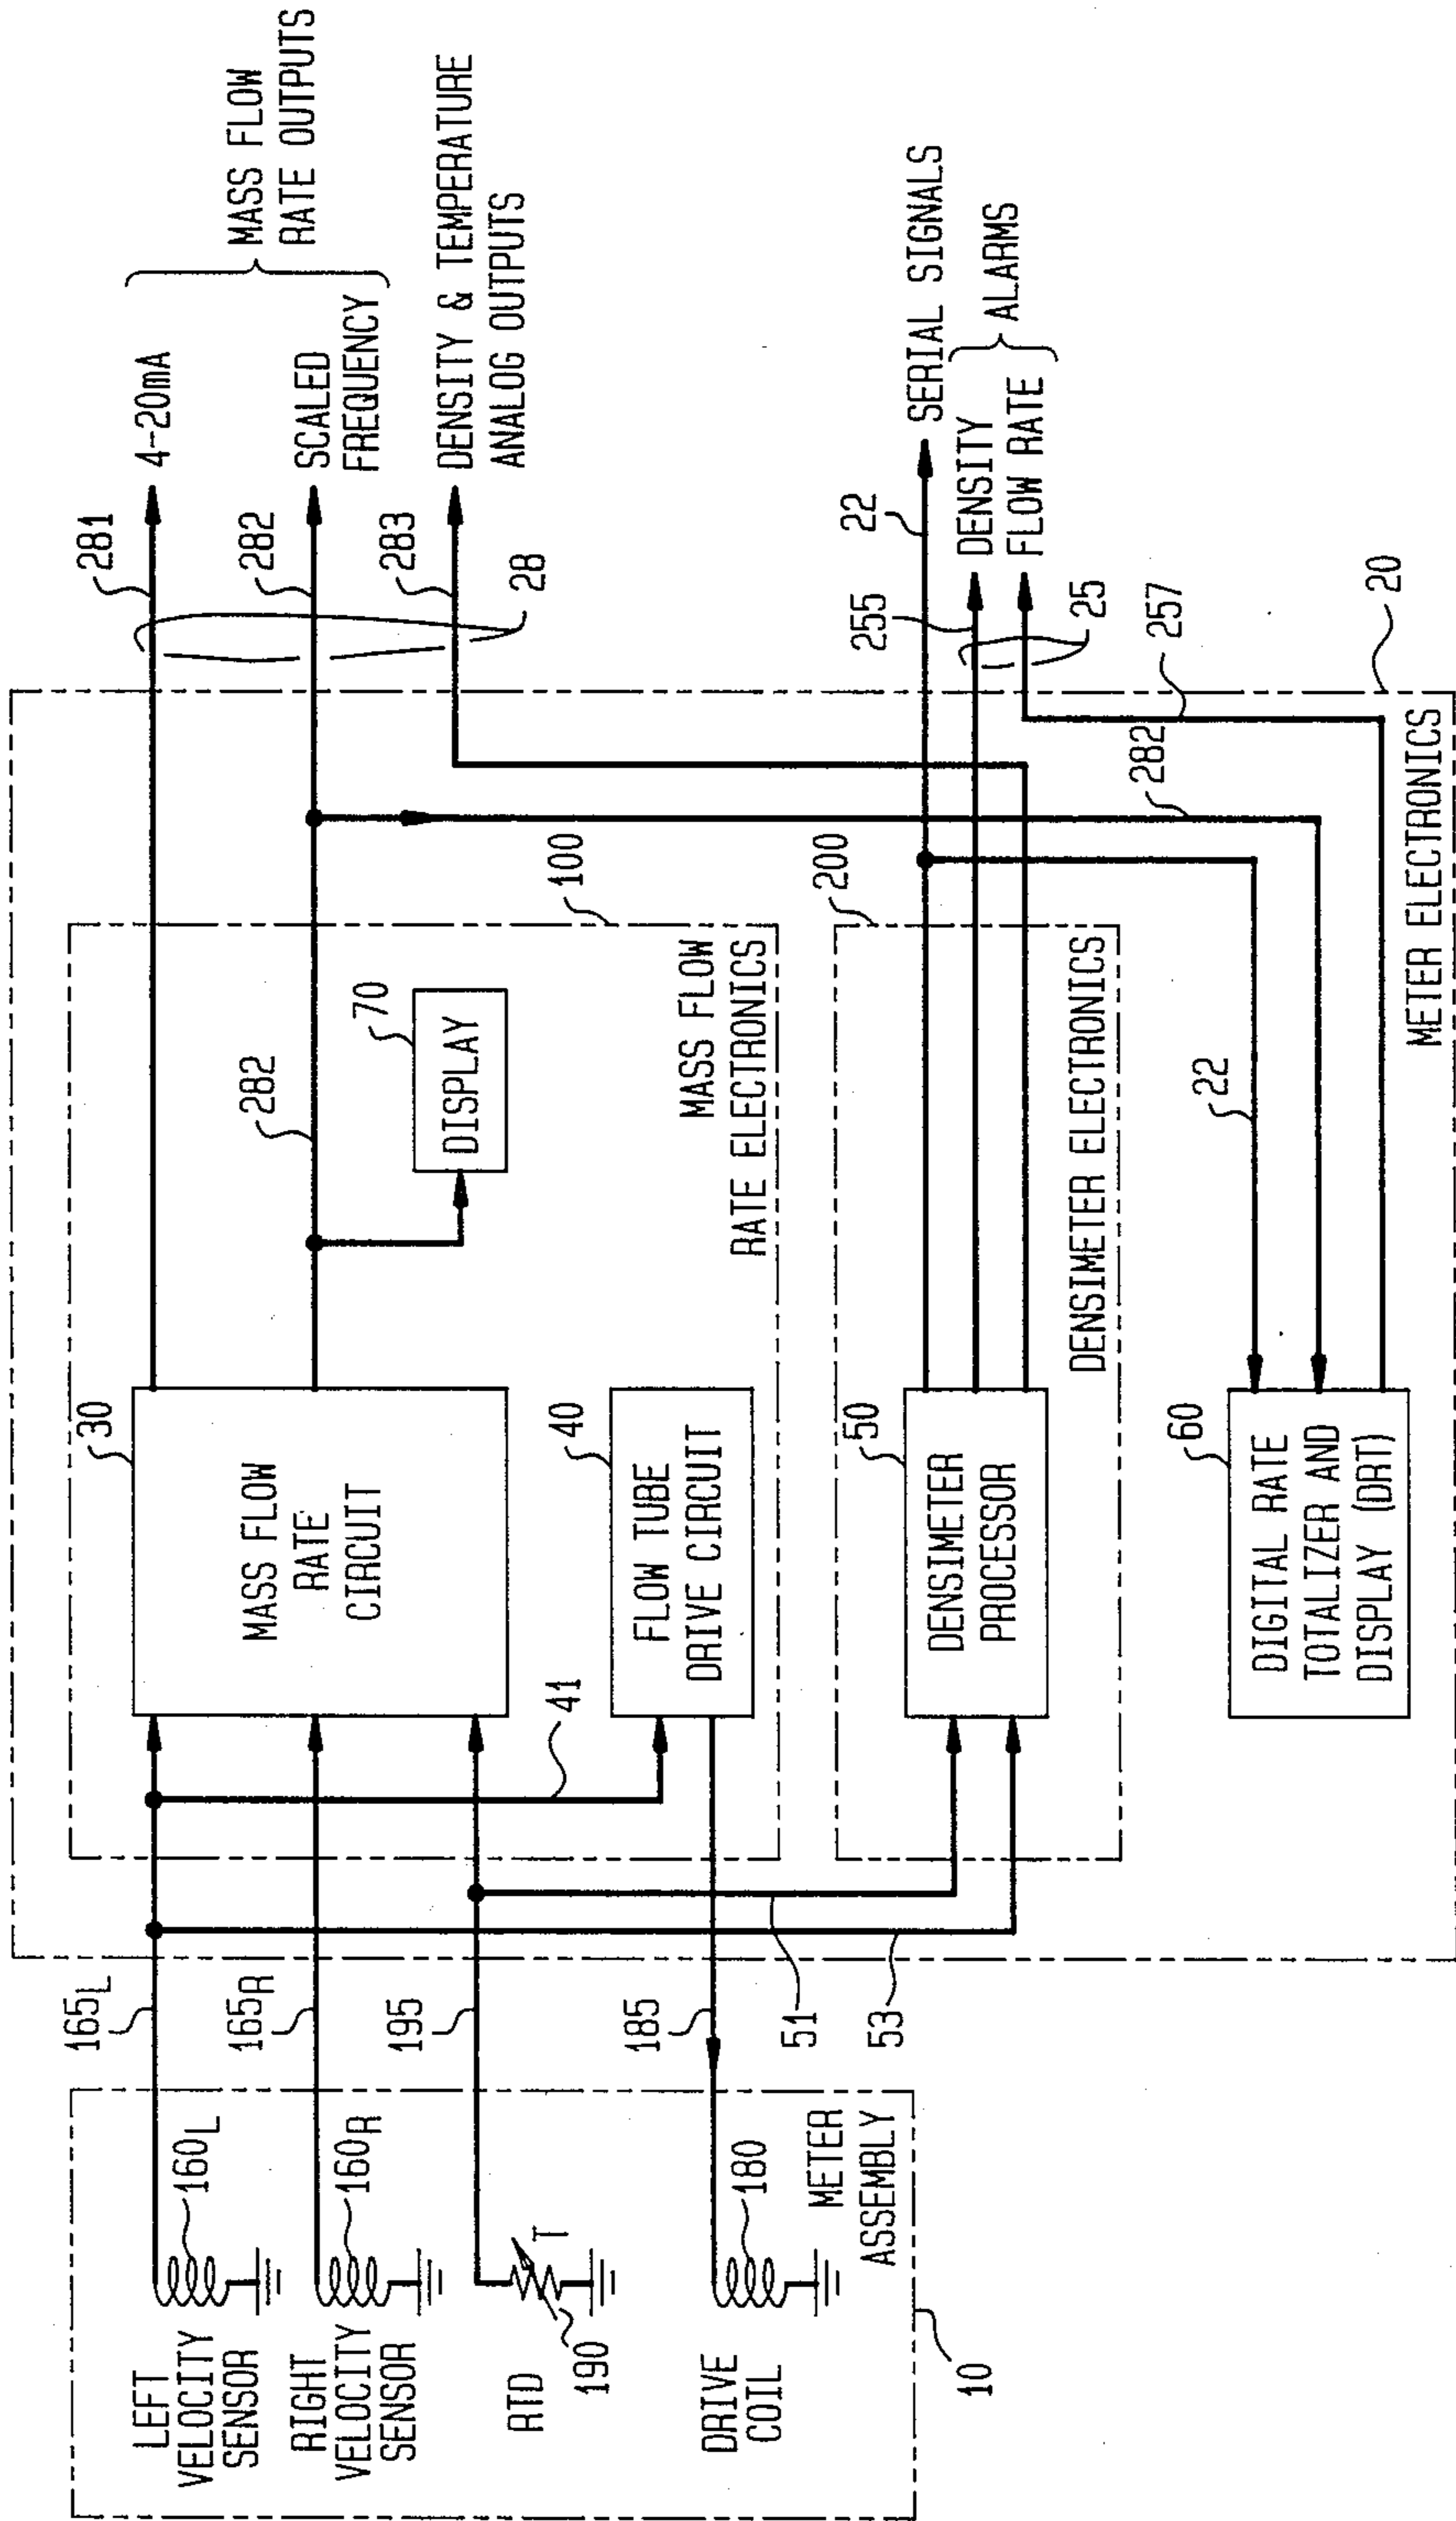 LEFT
VELOCITY
SENSOR
160L
165L
RIGHT
VELOCITY
SENSOR
160R
165R
RTD
T
190
195
DRIVE
COIL
180
185
METER
ASSEMBLY
10
51
53
41
30
MASS FLOW
RATE
CIRCUIT
40
FLOW TUBE
DRIVE CIRCUIT
282
70
DISPLAY
MASS FLOW
RATE ELECTRONICS
100
50
DENSIMETER
PROCESSOR
DENSIMETER ELECTRONICS
200
60
DIGITAL RATE
TOTALIZER AND
DISPLAY (DRT)
22
282
257
METER ELECTRONICS
20
281
4-20mA
282
SCALED
FREQUENCY
MASS FLOW
RATE OUTPUTS
283
DENSITY & TEMPERATURE
ANALOG OUTPUTS
28
22
SERIAL SIGNALS
255
DENSITY
FLOW RATE
ALARMS
25